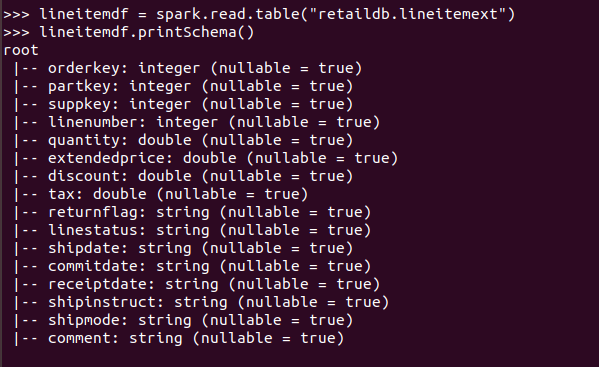 >>> lineitemdf = spark.read.table("retaildb.lineitemext")
>>> lineitemdf.printSchema()
root
 |-- orderkey: integer (nullable = true)
 |-- partkey: integer (nullable = true)
 |-- suppkey: integer (nullable = true)
 |-- linenumber: integer (nullable = true)
 |-- quantity: double (nullable = true)
 |-- extendedprice: double (nullable = true)
 |-- discount: double (nullable = true)
 |-- tax: double (nullable = true)
 |-- returnflag: string (nullable = true)
 |-- linestatus: string (nullable = true)
 |-- shipdate: string (nullable = true)
 |-- commitdate: string (nullable = true)
 |-- receiptdate: string (nullable = true)
 |-- shipinstruct: string (nullable = true)
 |-- shipmode: string (nullable = true)
 |-- comment: string (nullable = true)